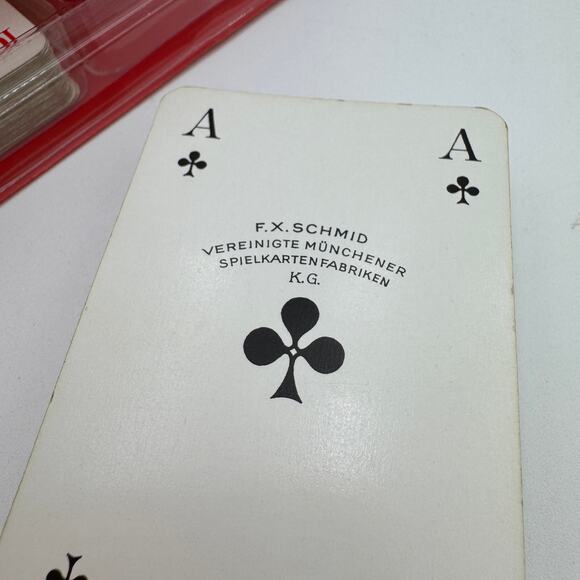 A A
F.X.SCHMID
VEREINIGTE MÜNCHENER
SPIELKARTENFABRIKEN
K.G.